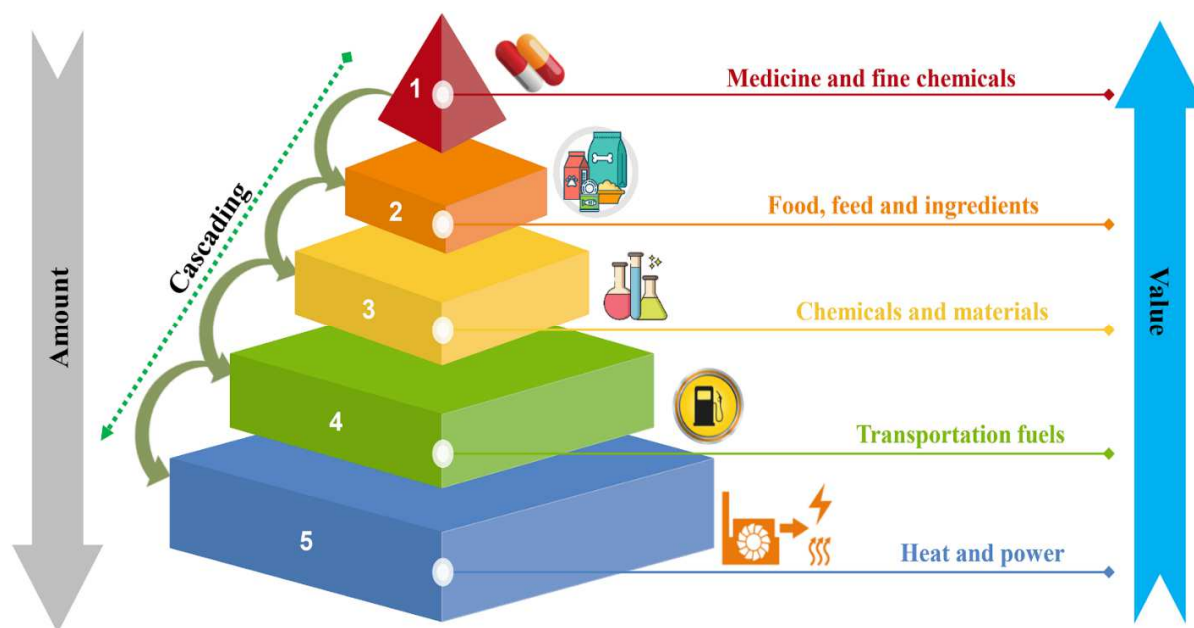 1
Medicine and fine chemicals
2
Food, feed and ingredients
Cascading
Amount
Value
3
Chemicals and materials
4
Transportation fuels
5
Heat and power